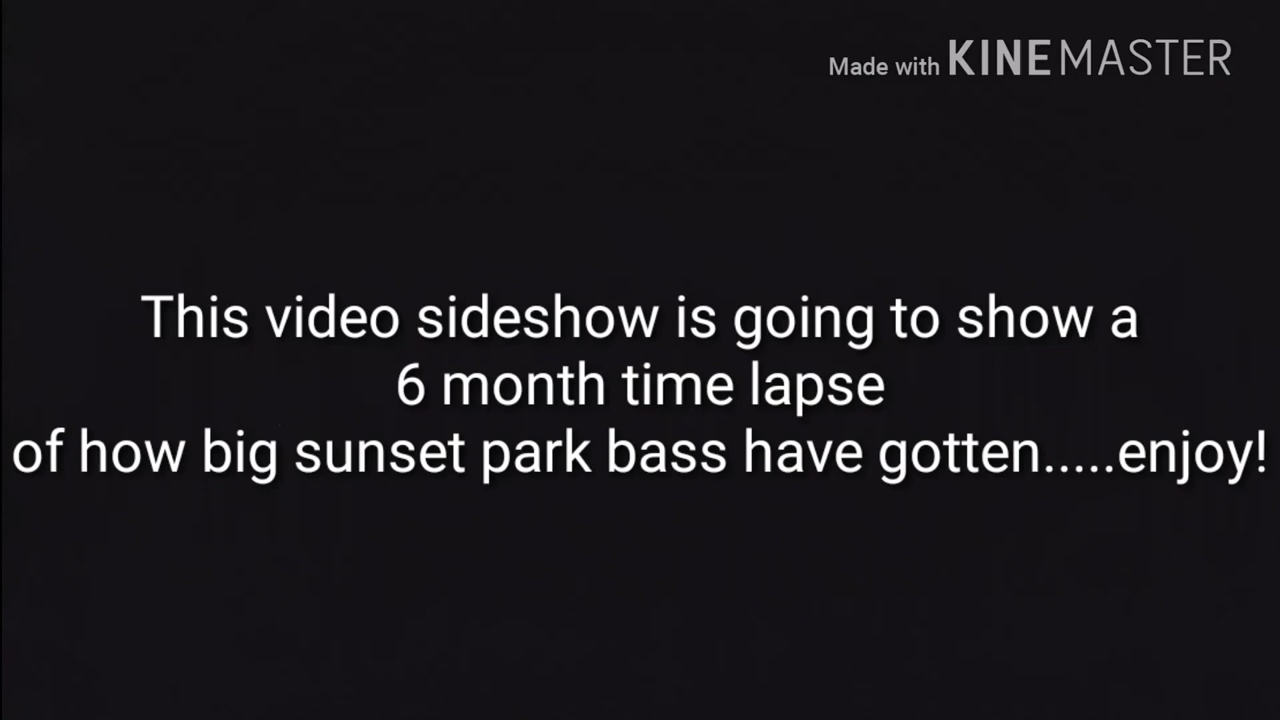 Made with KINEMASTER
This video sideshow is going to show a
6 month time lapse
of how big sunset park bass have gotten.....enjoy!